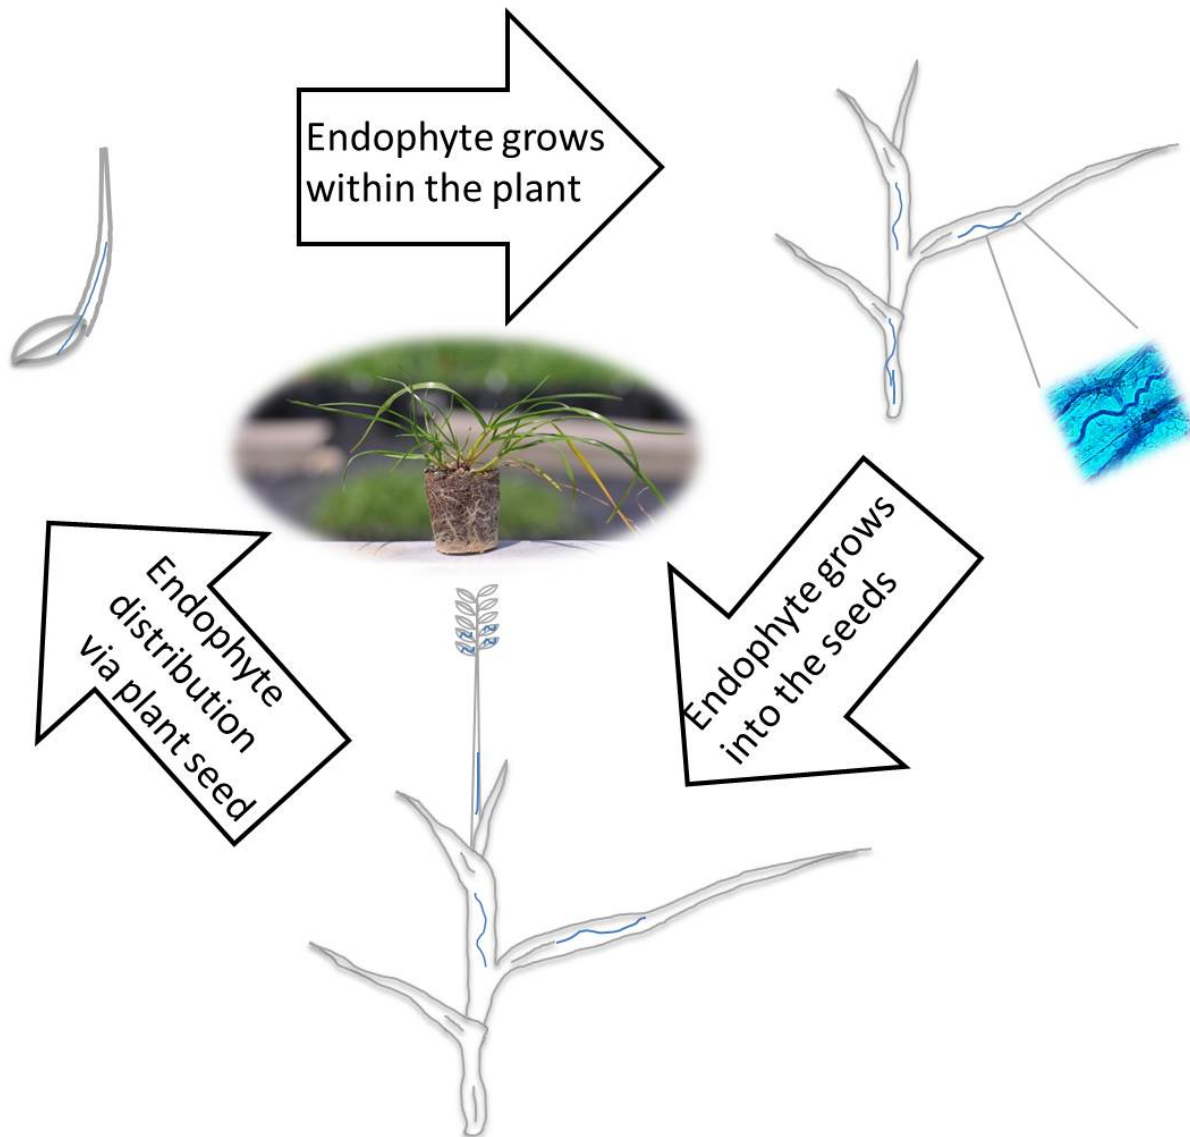 Endophyte grows
within the plant
Endophyte grows
into the seeds
Endophyte
distribution
via plant seed